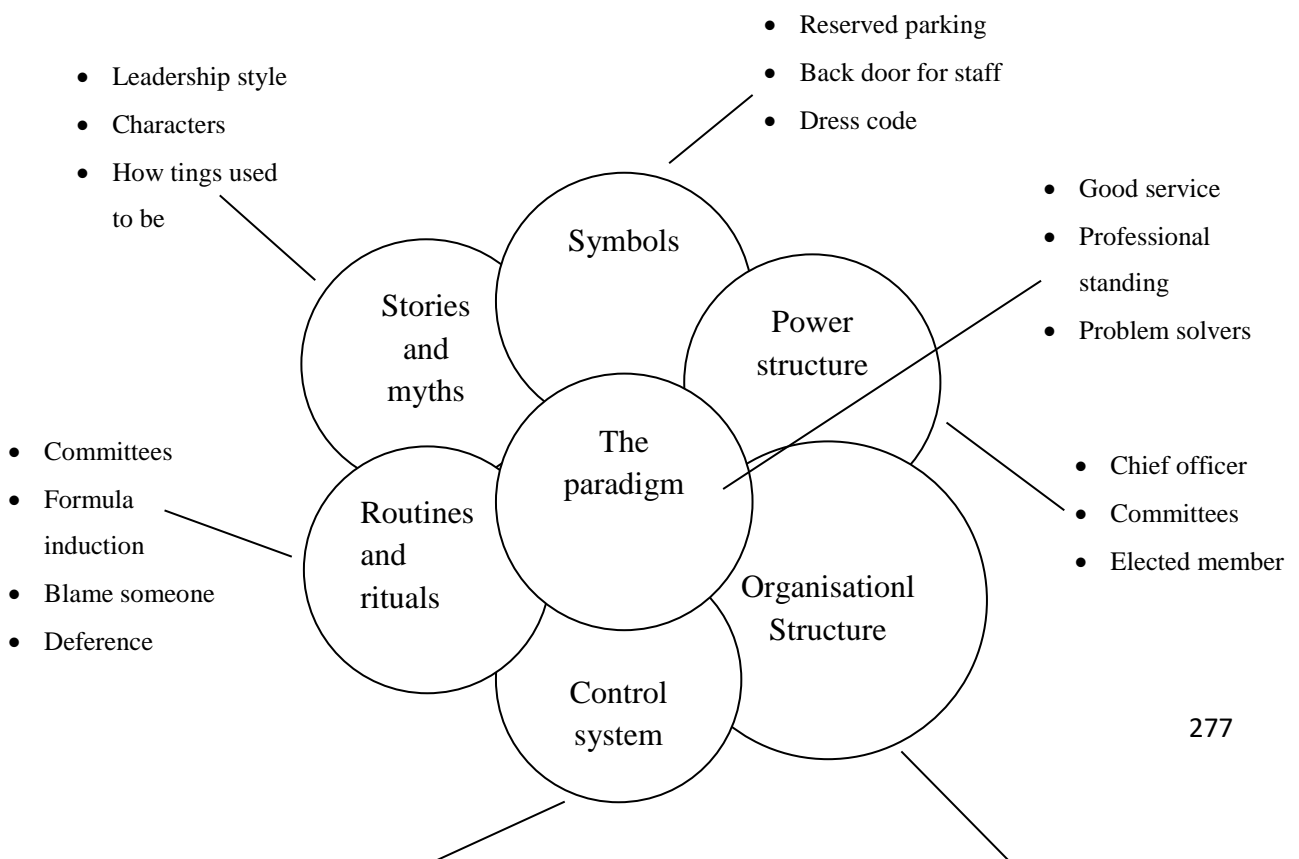 • Reserved parking
• Back door for staff
• Dress code
• Leadership style
• Characters
• How tings used
to be
• Good service
• Professional
standing
• Problem solvers
Symbols
Stories
and
myths
Power
structure
The
paradigm
• Committees
• Formula
induction
• Blame someone
• Deference
Routines
and
rituals
• Chief officer
• Committees
• Elected member
Organisationl
Structure
Control
system
277